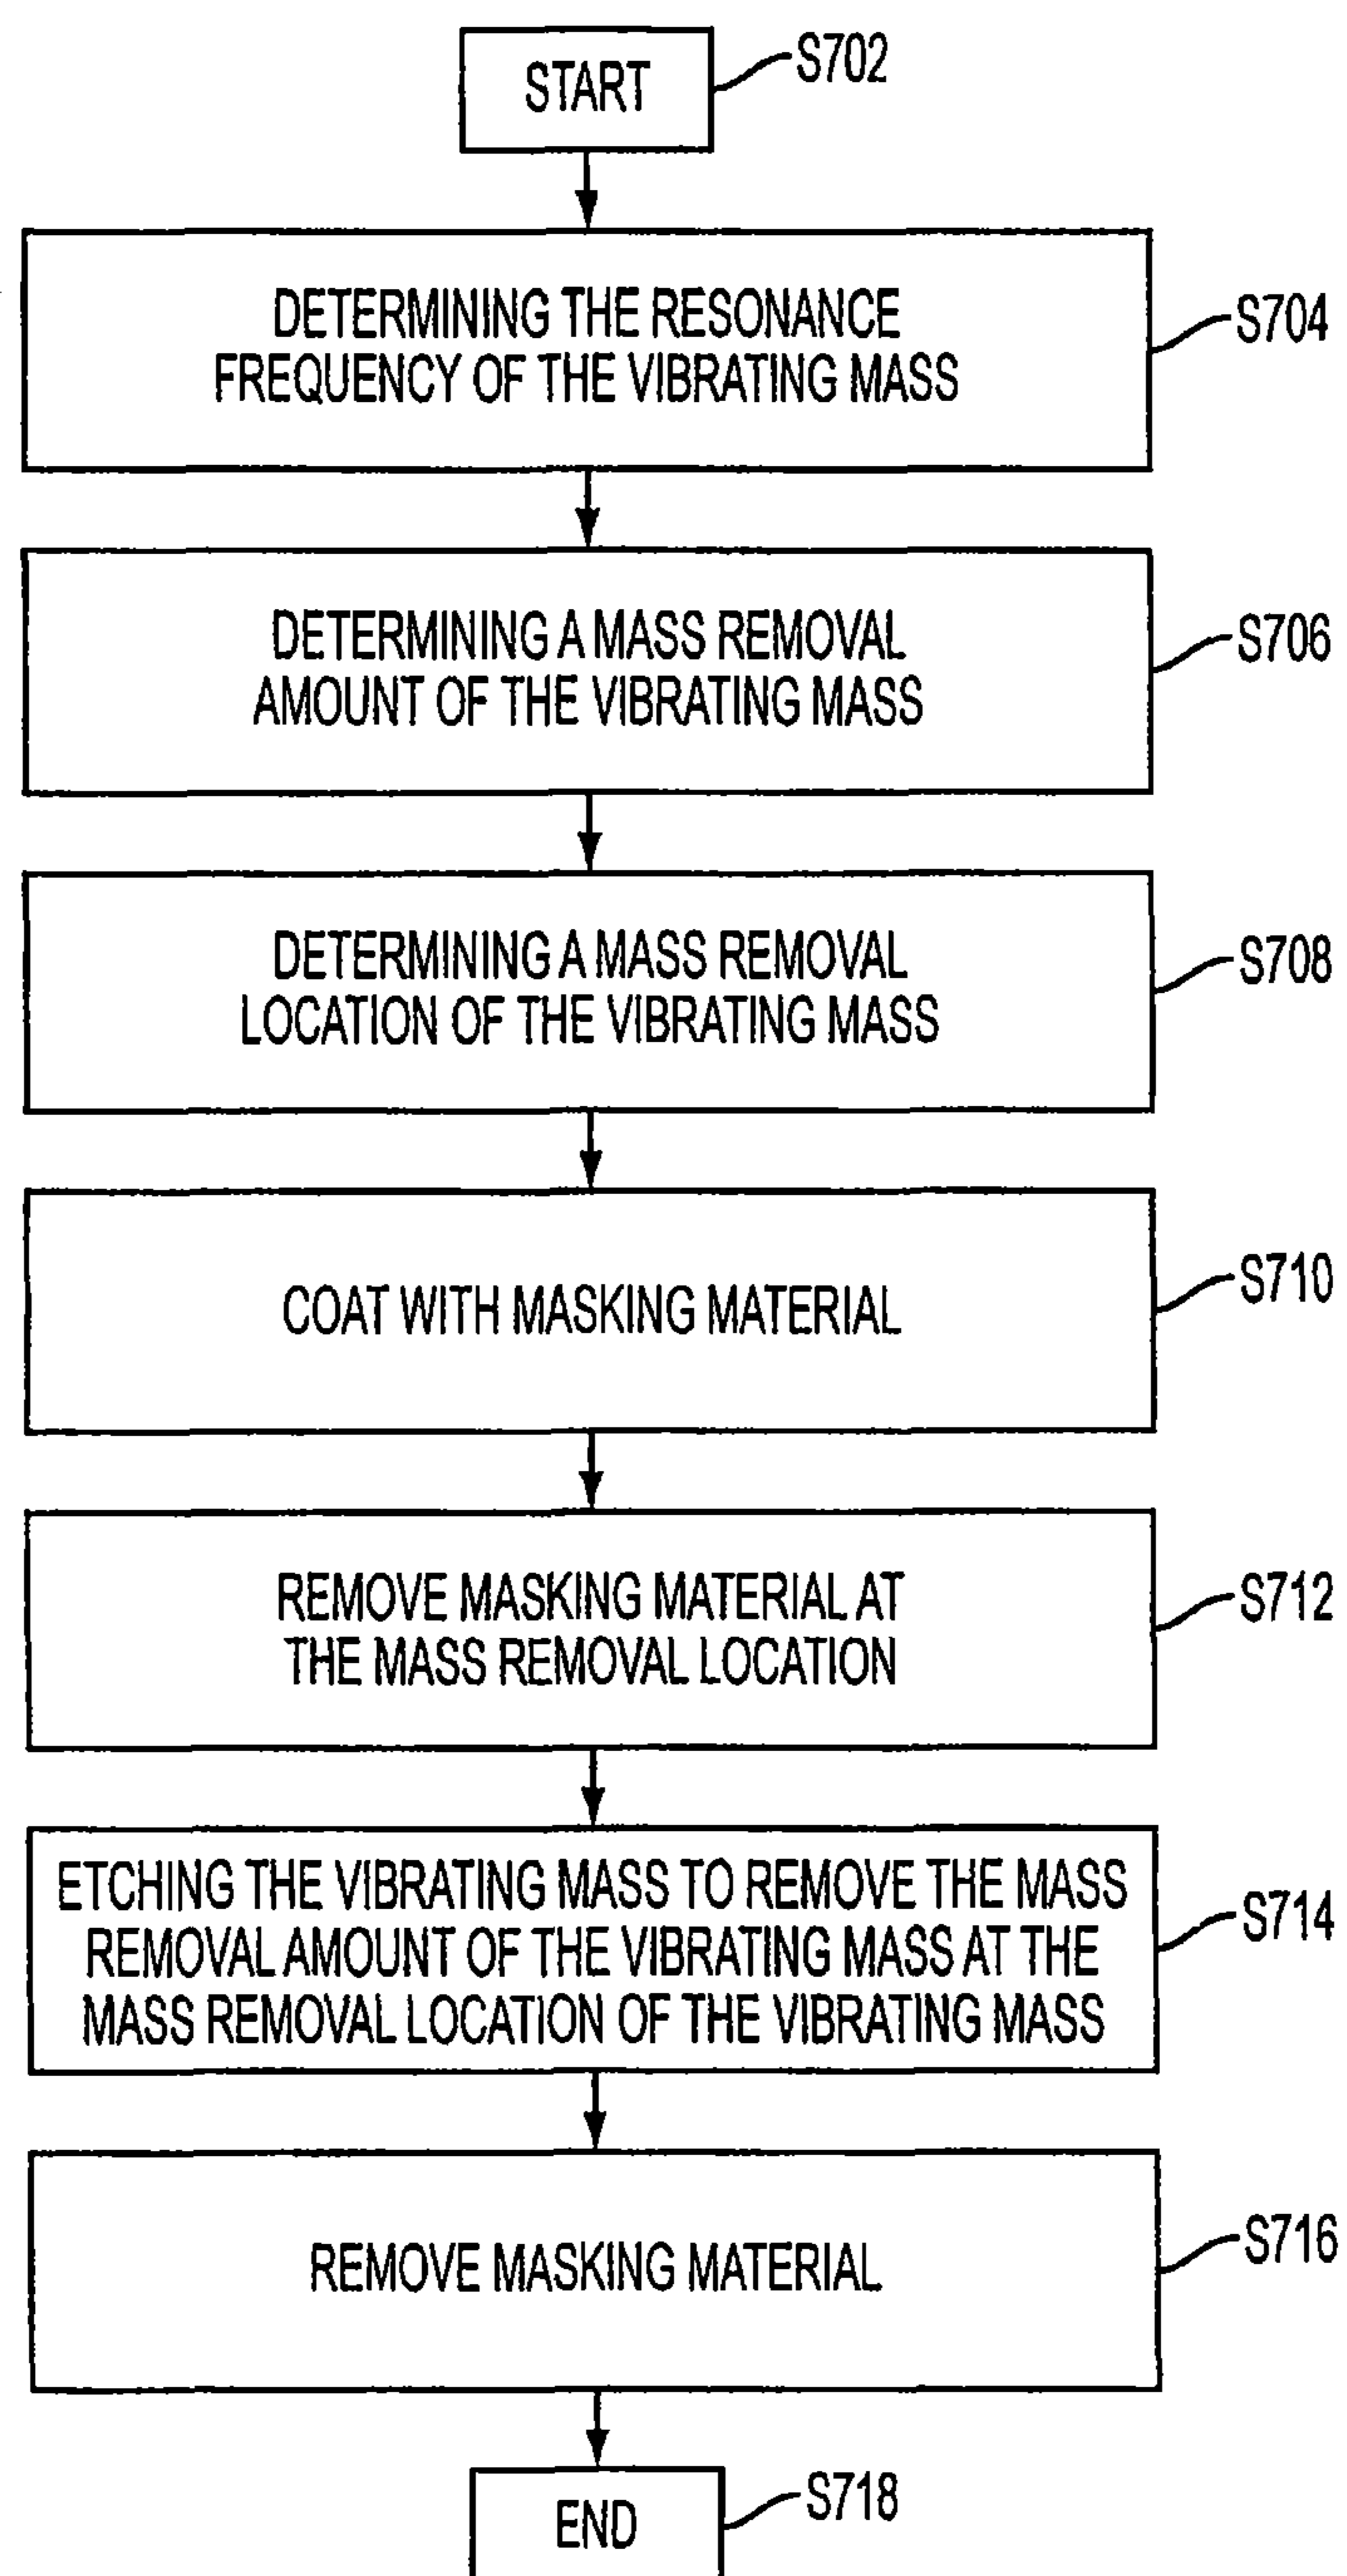 START
S702
DETERMINING THE RESONANCE
FREQUENCY OF THE VIBRATING MASS
S704
DETERMINING A MASS REMOVAL
AMOUNT OF THE VIBRATING MASS
S706
DETERMINING A MASS REMOVAL
LOCATION OF THE VIBRATING MASS
S708
COAT WITH MASKING MATERIAL
S710
REMOVE MASKING MATERIAL AT
THE MASS REMOVAL LOCATION
S712
ETCHING THE VIBRATING MASS TO REMOVE THE MASS
REMOVAL AMOUNT OF THE VIBRATING MASS AT THE
MASS REMOVAL LOCATION OF THE VIBRATING MASS
S714
REMOVE MASKING MATERIAL
S716
END
S718